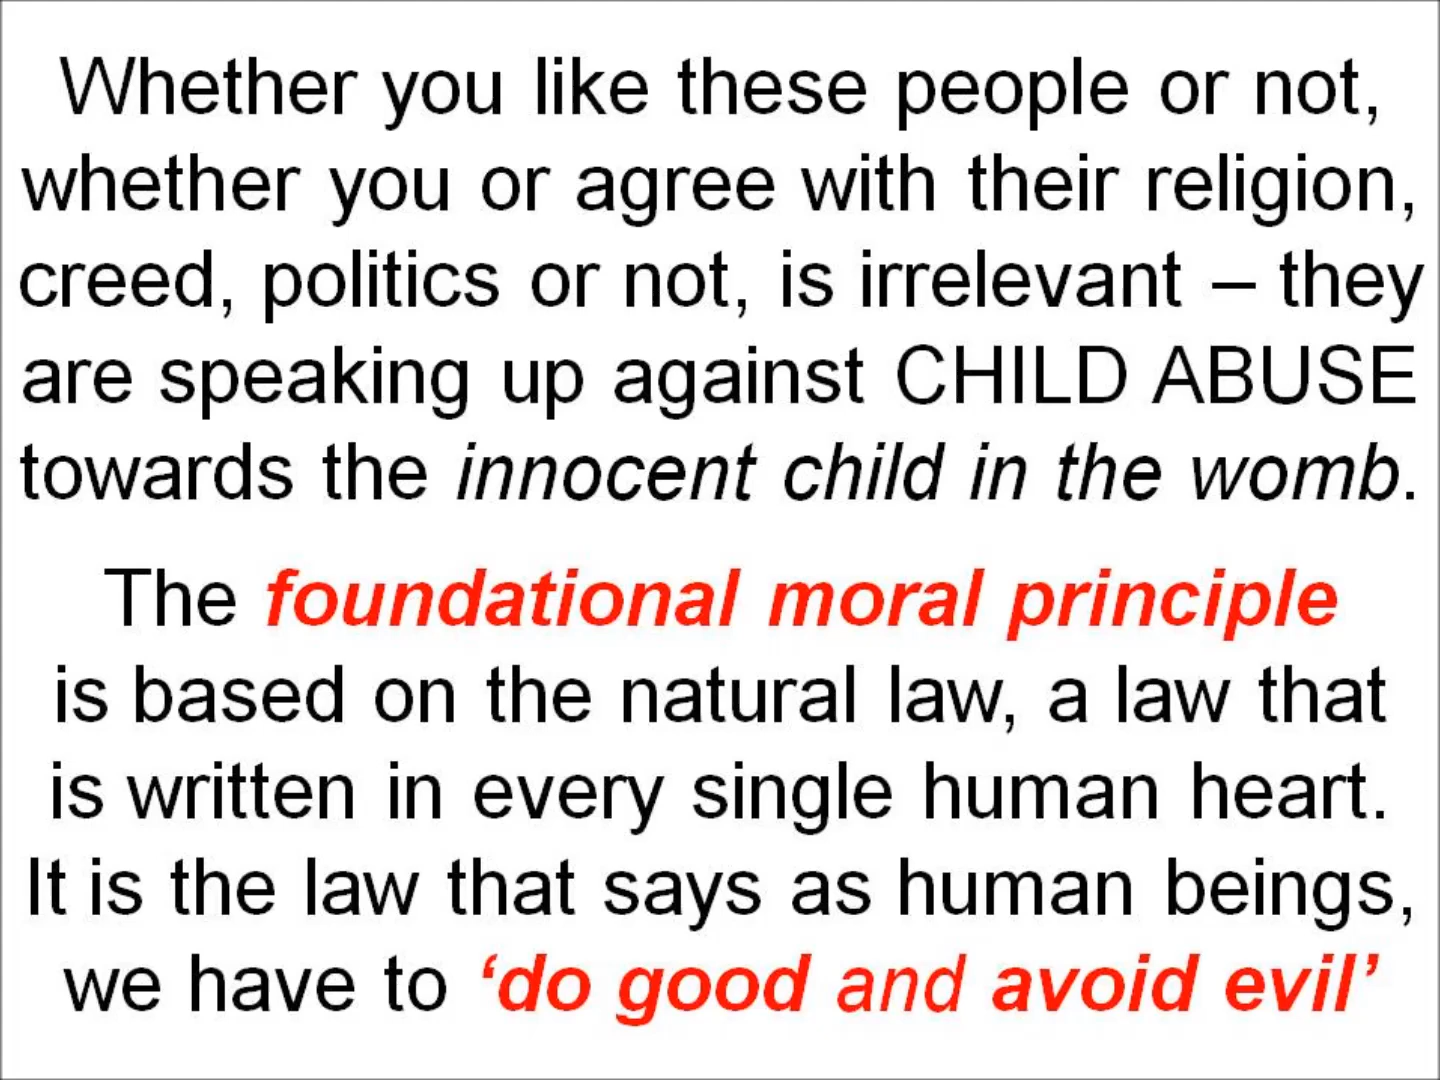 Whether you like these people or not,
whether you or agree with their religion,
creed, politics or not, is irrelevant – they
are speaking up against CHILD ABUSE
towards the innocent child in the womb.
The foundational moral principle
is based on the natural law, a law that
is written in every single human heart.
It is the law that says as human beings,
we have to ‘do good and avoid evil’